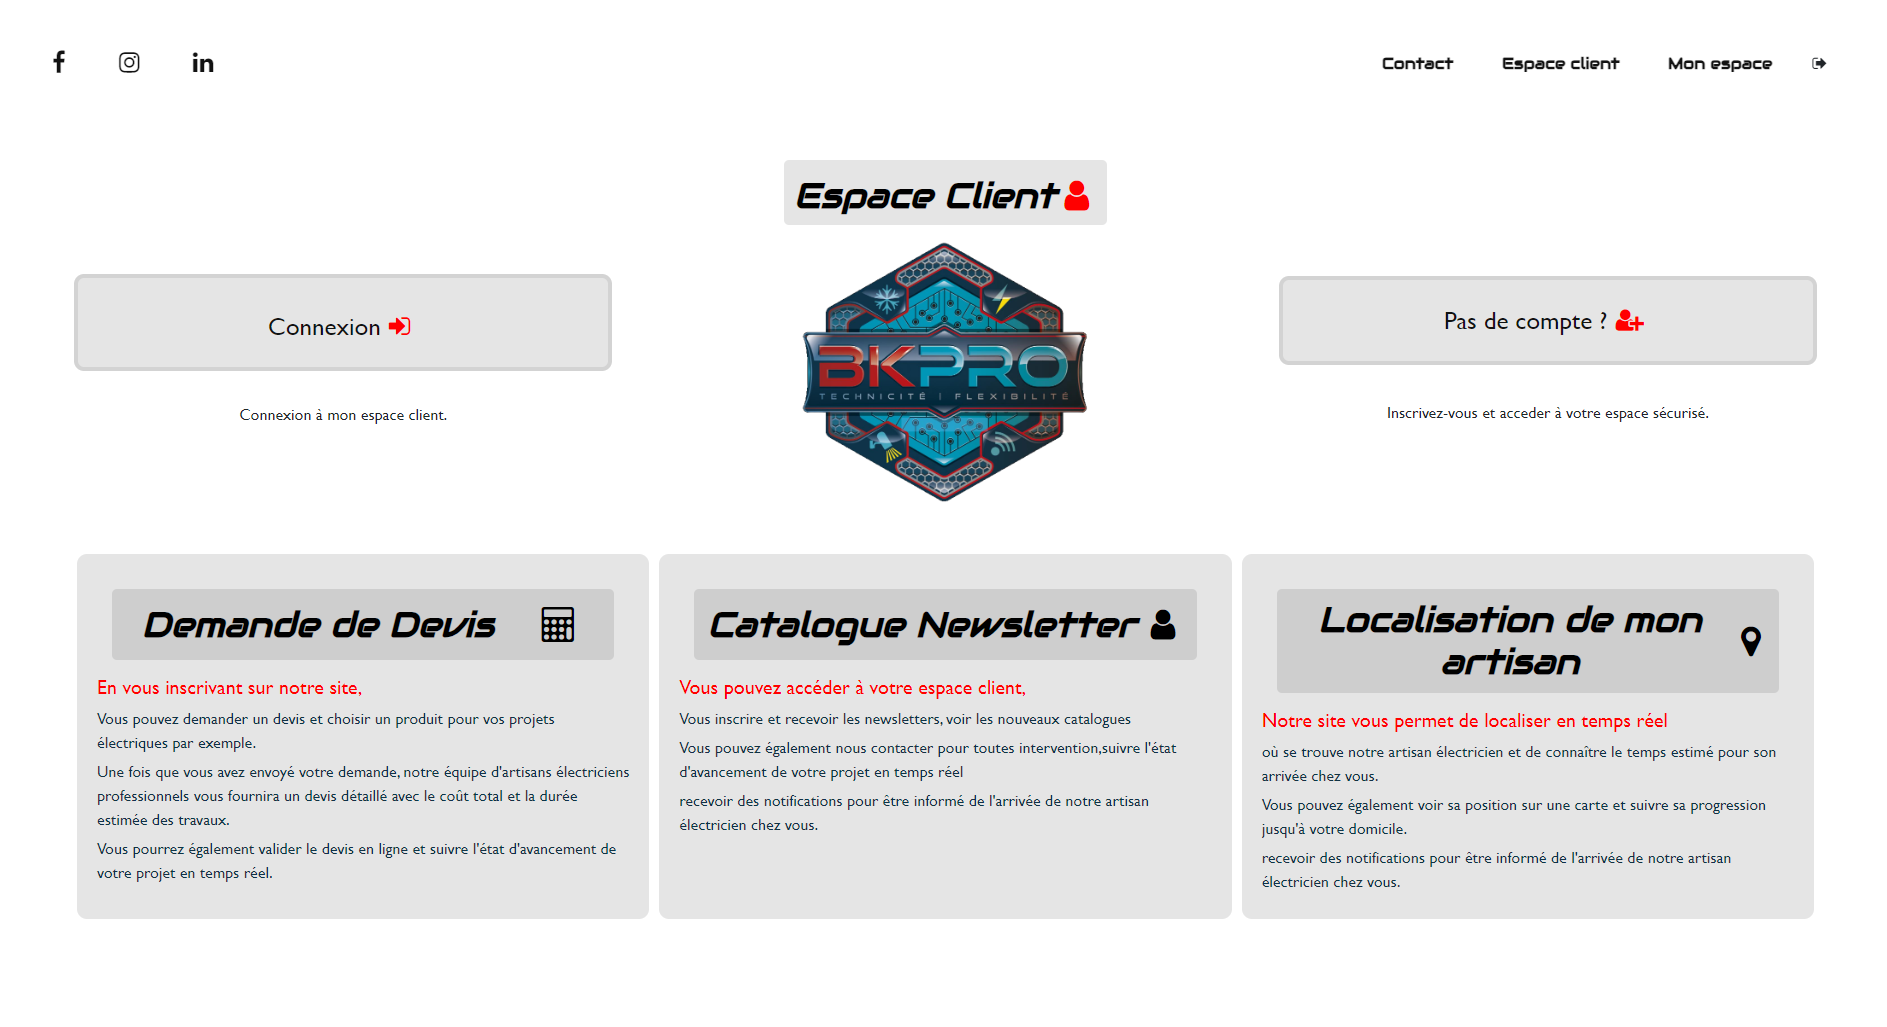 Contact
Espace client
Mon espace
Espace Client
Connexion
Connexion à mon espace client.
BKPRO
TECHNICITÉ | FLEXIBILITÉ
Pas de compte ?
Inscrivez-vous et acceder à votre espace sécurisé.
Demande de Devis
En vous inscrivant sur notre site,
Vous pouvez demander un devis et choisir un produit pour vos projets
électriques par exemple.
Une fois que vous avez envoyé votre demande, notre équipe d'artisans électriciens
professionnels vous fournira un devis détaillé avec le coût total et la durée
estimée des travaux.
Vous pourrez également valider le devis en ligne et suivre l'état d'avancement de
votre projet en temps réel.
Catalogue Newsletter
Vous pouvez accéder à votre espace client,
Vous inscrire et recevoir les newsletters, voir les nouveaux catalogues
Vous pouvez également nous contacter pour toutes intervention,suivre l'état
d'avancement de votre projet en temps réel
recevoir des notifications pour être informé de l'arrivée de notre artisan
électricien chez vous.
Localisation de mon
artisan
Notre site vous permet de localiser en temps réel
où se trouve notre artisan électricien et de connaître le temps estimé pour son
arrivée chez vous.
Vous pouvez également voir sa position sur une carte et suivre sa progression
jusqu'à votre domicile.
recevoir des notifications pour être informé de l'arrivée de notre artisan
électricien chez vous.